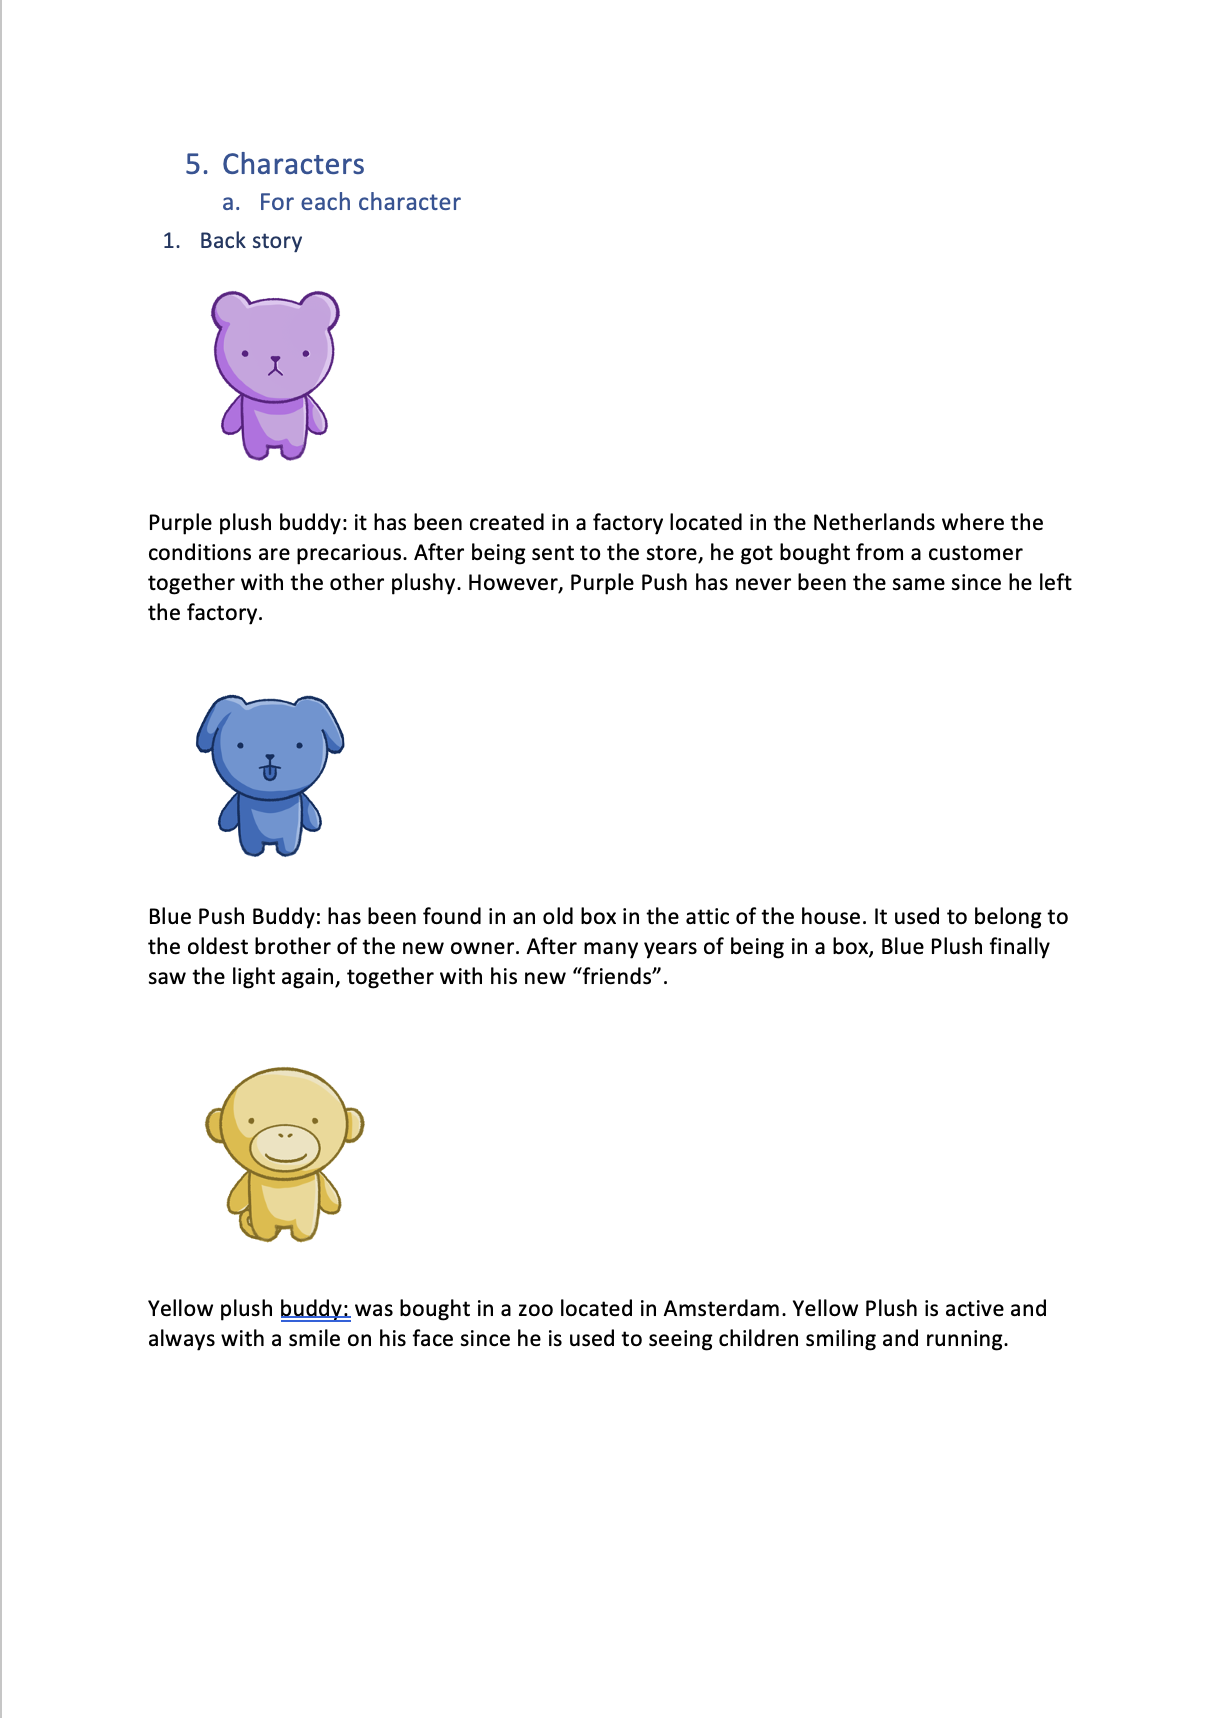 5. Characters
a. For each character
1. Back story
Purple plush buddy: it has been created in a factory located in the Netherlands where the
conditions are precarious. After being sent to the store, he got bought from a customer
together with the other plushy. However, Purple Push has never been the same since he left
the factory.
Blue Push Buddy: has been found in an old box in the attic of the house. It used to belong to
the oldest brother of the new owner. After many years of being in a box, Blue Plush finally
saw the light again, together with his new “friends”.
Yellow plush buddy: was bought in a zoo located in Amsterdam. Yellow Plush is active and
always with a smile on his face since he is used to seeing children smiling and running.